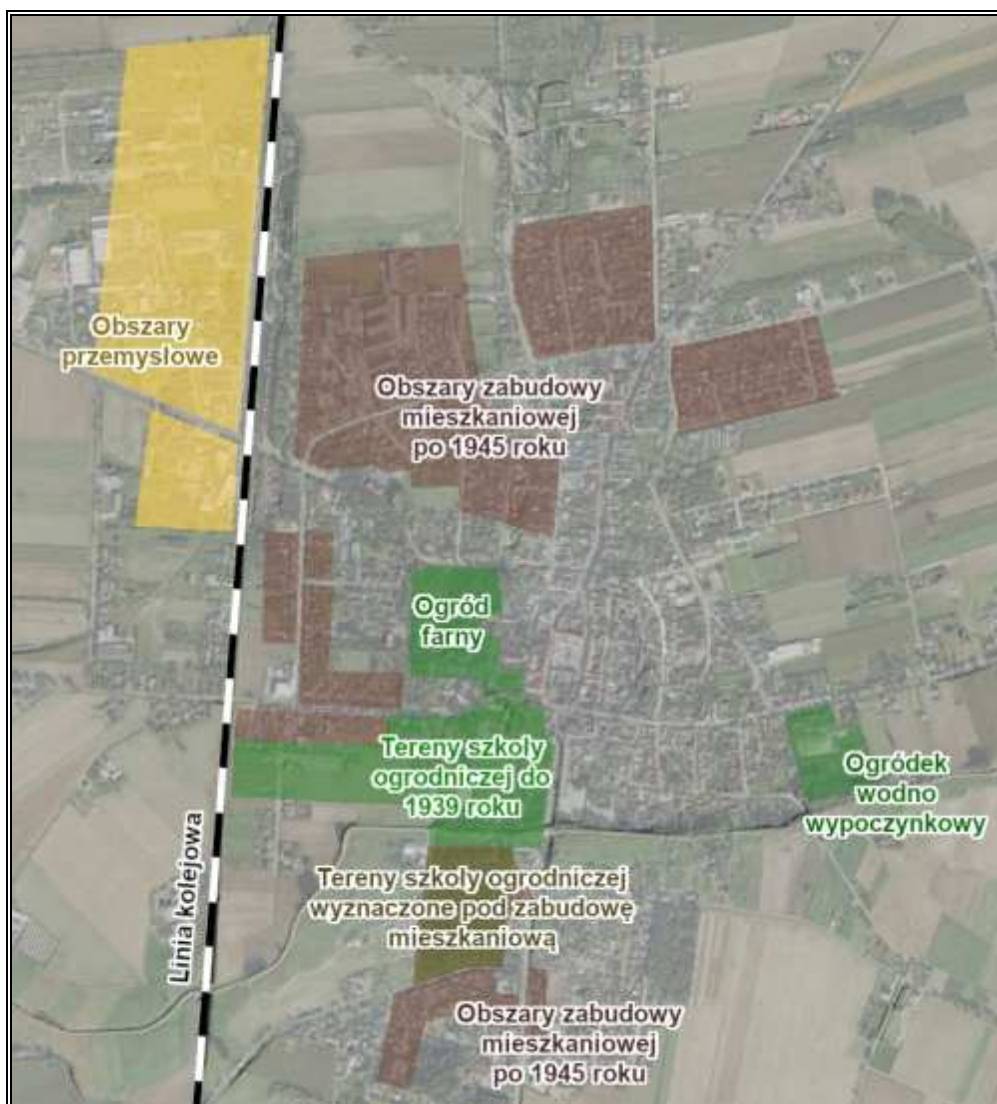 Obszary
przemysłowe
Obszary zabudowy
mieszkaniowej
po 1945 roku
Ogród
farny
Tereny szkoły
ogrodniczej do
1939 roku
Ogródek
wodno
wypoczynkowy
Linia kolejowa
Tereny szkoły ogrodniczej
wyznaczone pod zabudowę
mieszkaniową
Obszary zabudowy
mieszkaniowej
po 1945 roku